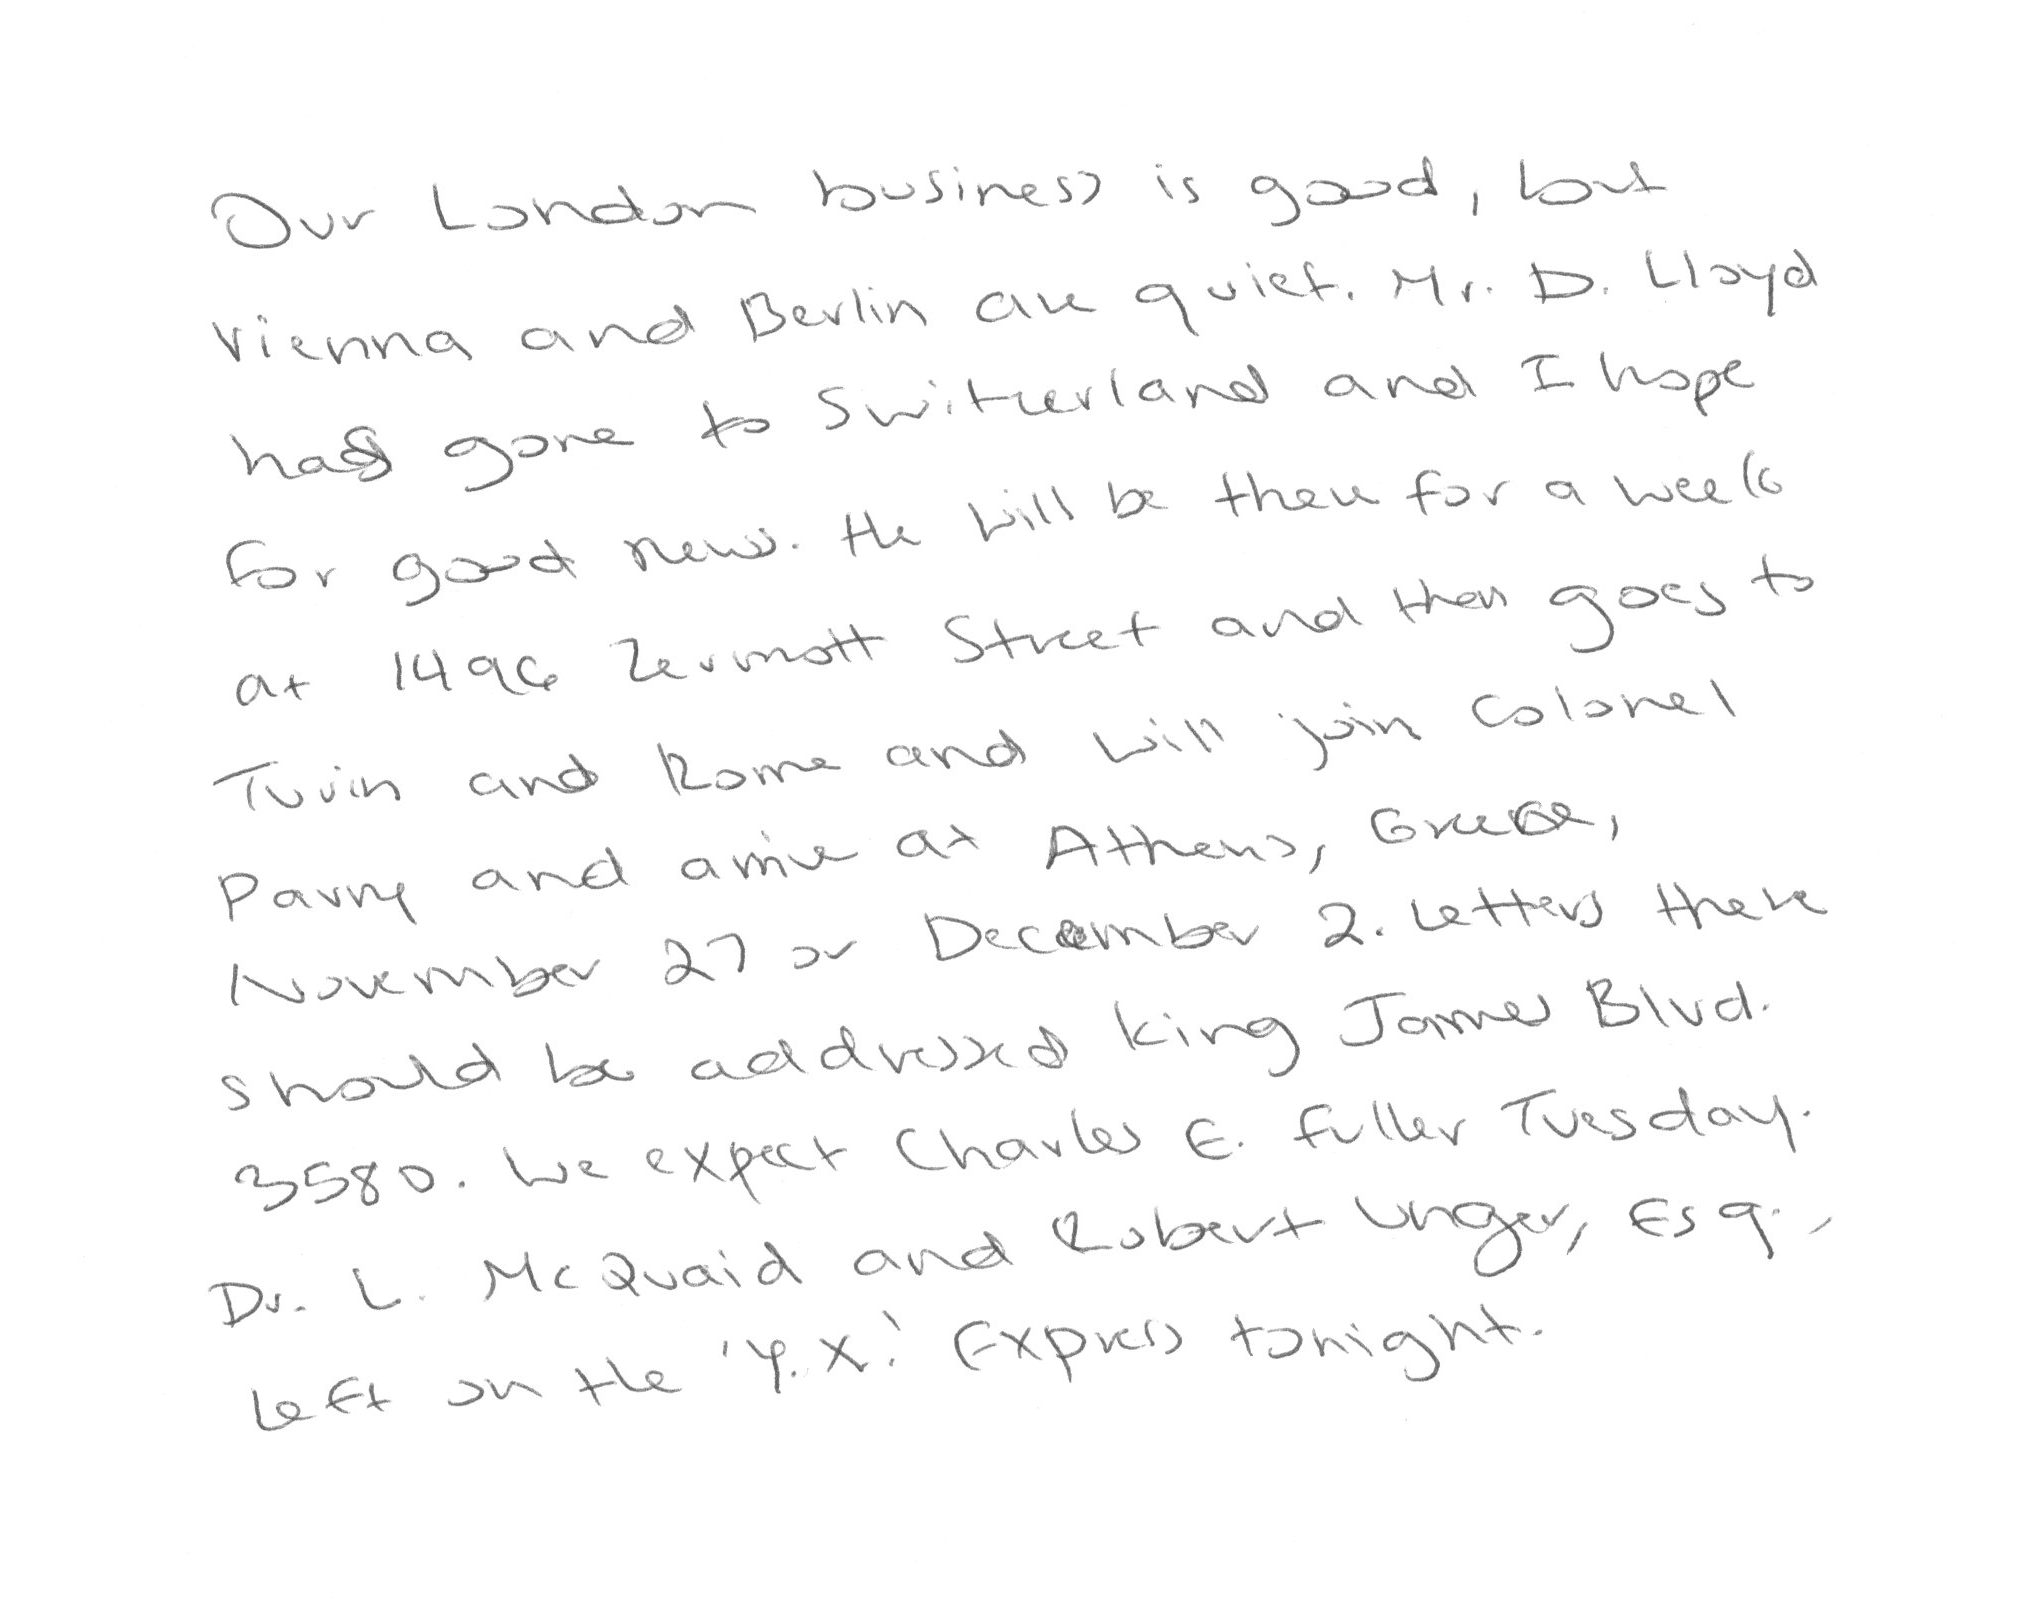 Our London business is good, but
Vienna and Berlin are quiet. Mr. D. Lloyd
has gone to Switzerland and I hope
for good news. He will be there for a week
at 1496 Zermott Street and then goes to
Turin and Rome and will join Colonel
Parry and arrive at Athens, Greece,
November 27 or December 2. Letters there
should be addressed King James Blvd.
3580. We expect Charles E. Fuller Tuesday.
Dr. L. McQuaid and Robert Unger, Esq.,
left on the 'Y.X.' Express tonight.